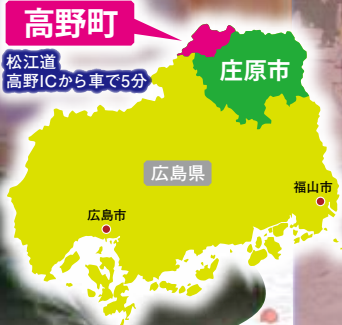 高野町
松江道
高野ICから車で5分
庄原市
広島県
福山市
広島市